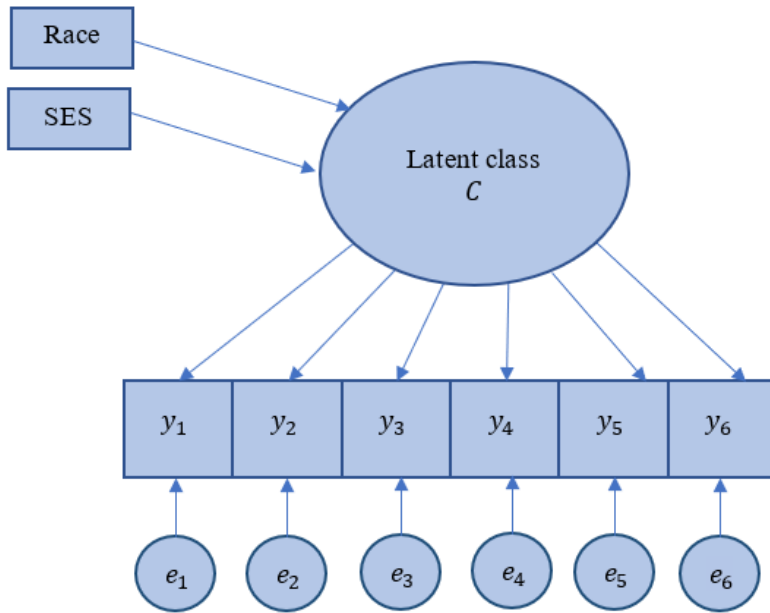 Race
SES
Latent class
C
y₁ y₂ y₃ y₄ y₅ y₆
e₁ e₂ e₃ e₄ e₅ e₆